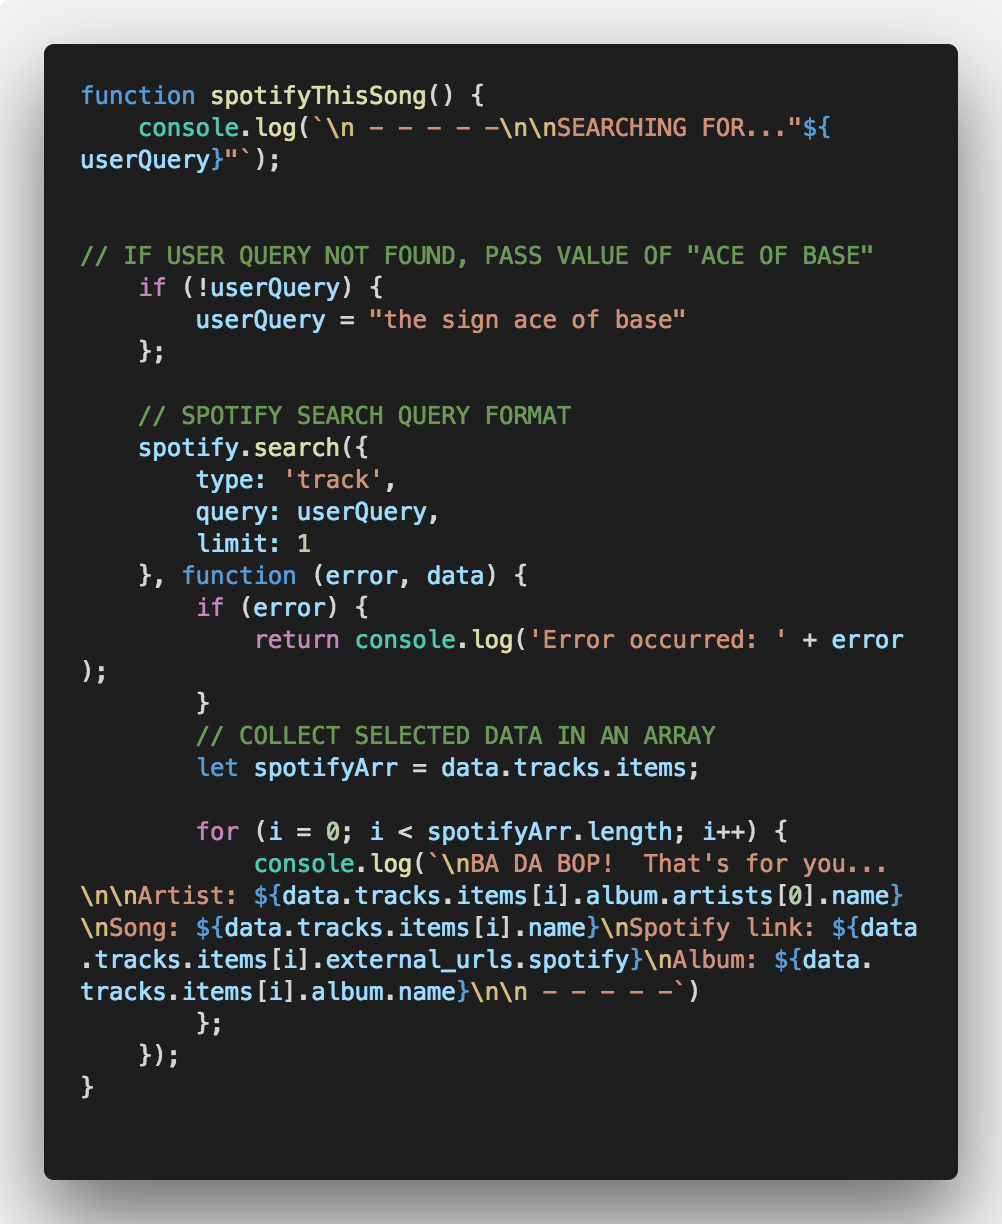 function spotifyThisSong() {
    console.log(`\n - - - - -\n\nSEARCHING FOR..."${
userQuery}"`);
// IF USER QUERY NOT FOUND, PASS VALUE OF "ACE OF BASE"
    if (!userQuery) {
        userQuery = "the sign ace of base"
    };
    // SPOTIFY SEARCH QUERY FORMAT
    spotify.search({
        type: 'track',
        query: userQuery,
        limit: 1
    }, function (error, data) {
        if (error) {
            return console.log('Error occurred: ' + error
);
        }
        // COLLECT SELECTED DATA IN AN ARRAY
        let spotifyArr = data.tracks.items;
        for (i = 0; i < spotifyArr.length; i++) {
            console.log(`\nBA DA BOP!  That's for you...
\n\nArtist: ${data.tracks.items[i].album.artists[0].name}
\nSong: ${data.tracks.items[i].name}\nSpotify link: ${data
.tracks.items[i].external_urls.spotify}\nAlbum: ${data.
tracks.items[i].album.name}\n\n - - - - -`)
        };
    });
}